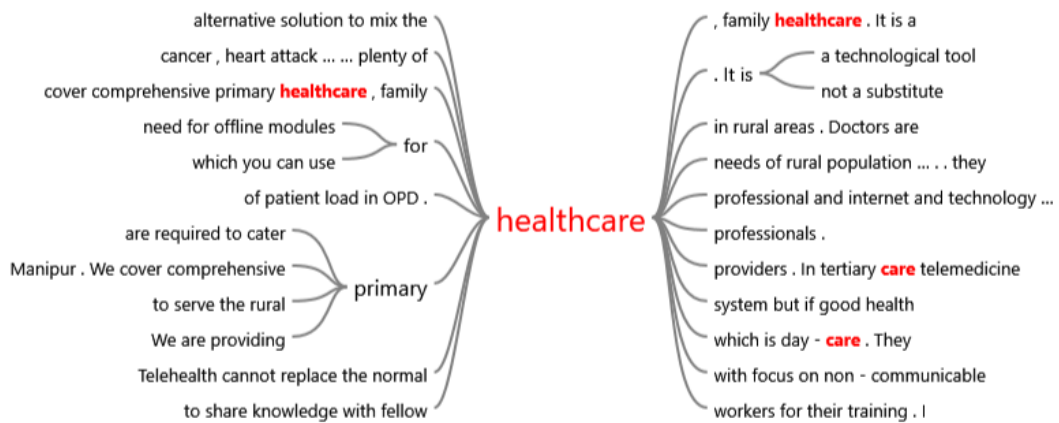 alternative solution to mix the
cancer , heart attack ... ... plenty of
cover comprehensive primary healthcare , family
need for offline modules
which you can use
for
of patient load in OPD .
are required to cater
Manipur . We cover comprehensive
to serve the rural
We are providing
primary
Telehealth cannot replace the normal
to share knowledge with fellow
healthcare
, family healthcare . It is a
. It is
a technological tool
not a substitute
in rural areas . Doctors are
needs of rural population ... . . they
professional and internet and technology ...
professionals .
providers . In tertiary care telemedicine
system but if good health
which is day - care . They
with focus on non - communicable
workers for their training . I